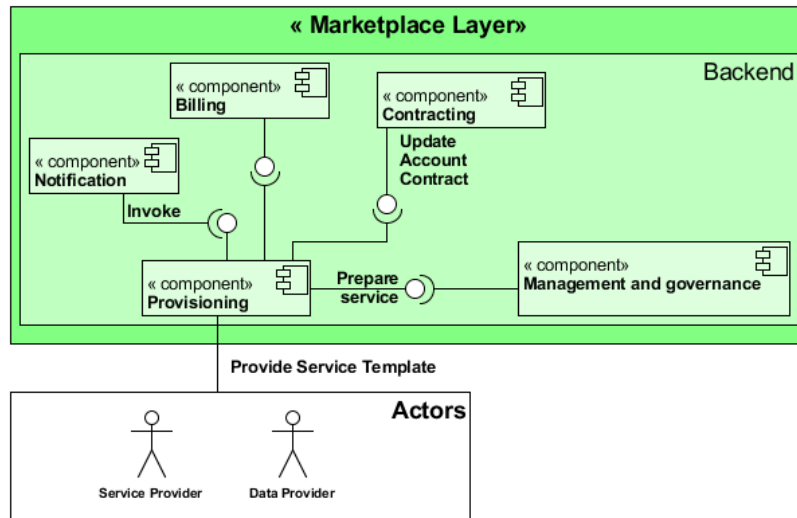 « Marketplace Layer»
Backend
« component»
Billing
« component»
Contracting
Update
Account
Contract
« component»
Notification
Invoke
« component»
Provisioning
Prepare
service
« component»
Management and governance
Provide Service Template
Actors
Service Provider
Data Provider